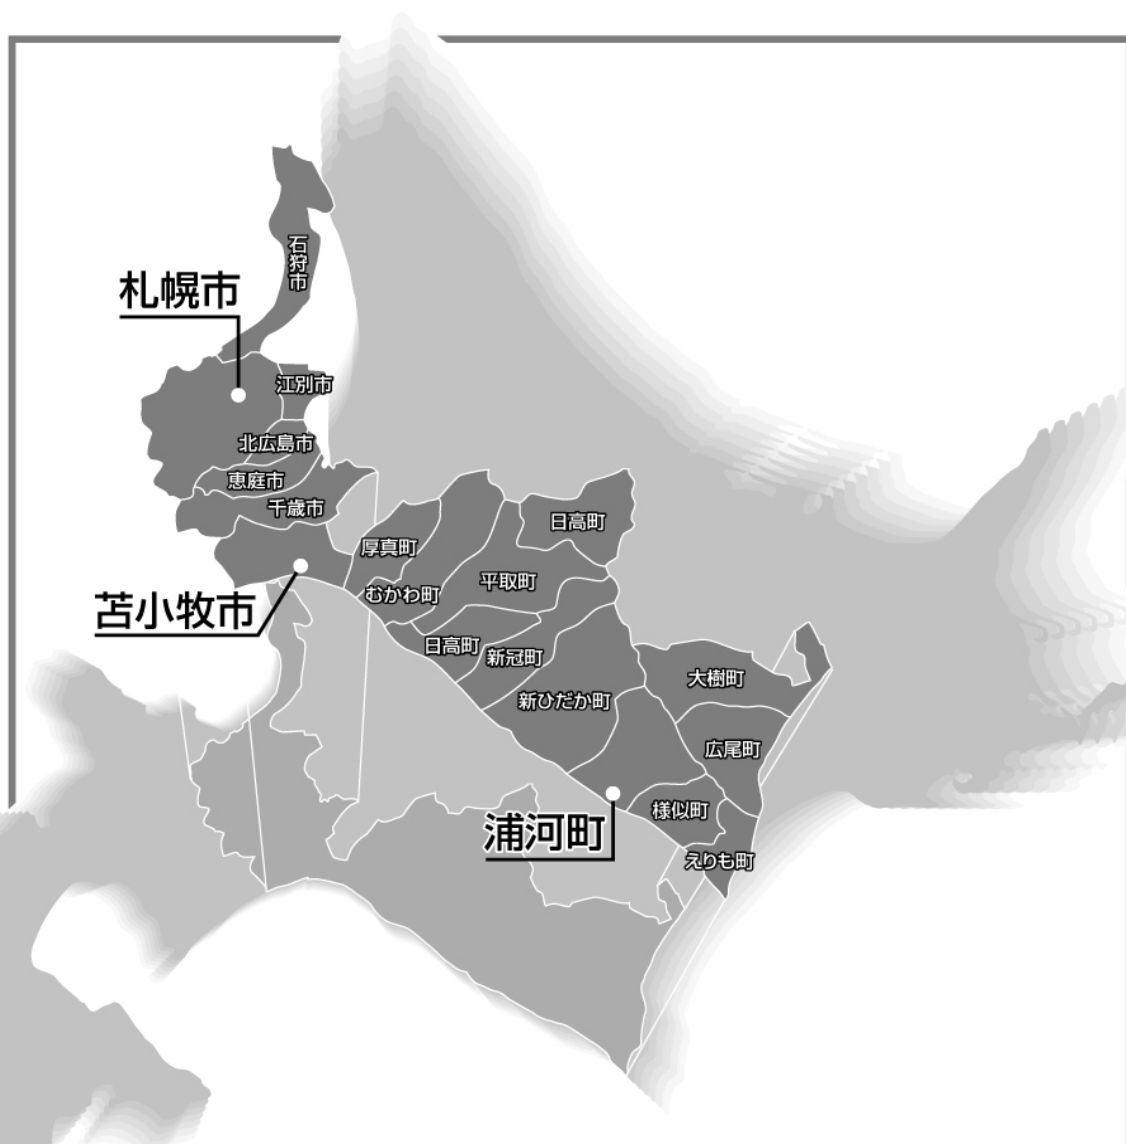 石狩市
札幌市
江別市
北広島市
恵庭市
千歳市
日高町
厚真町
平取町
むかわ町
苫小牧市
日高町
新冠町
大樹町
新ひだか町
広尾町
様似町
浦河町
えりも町